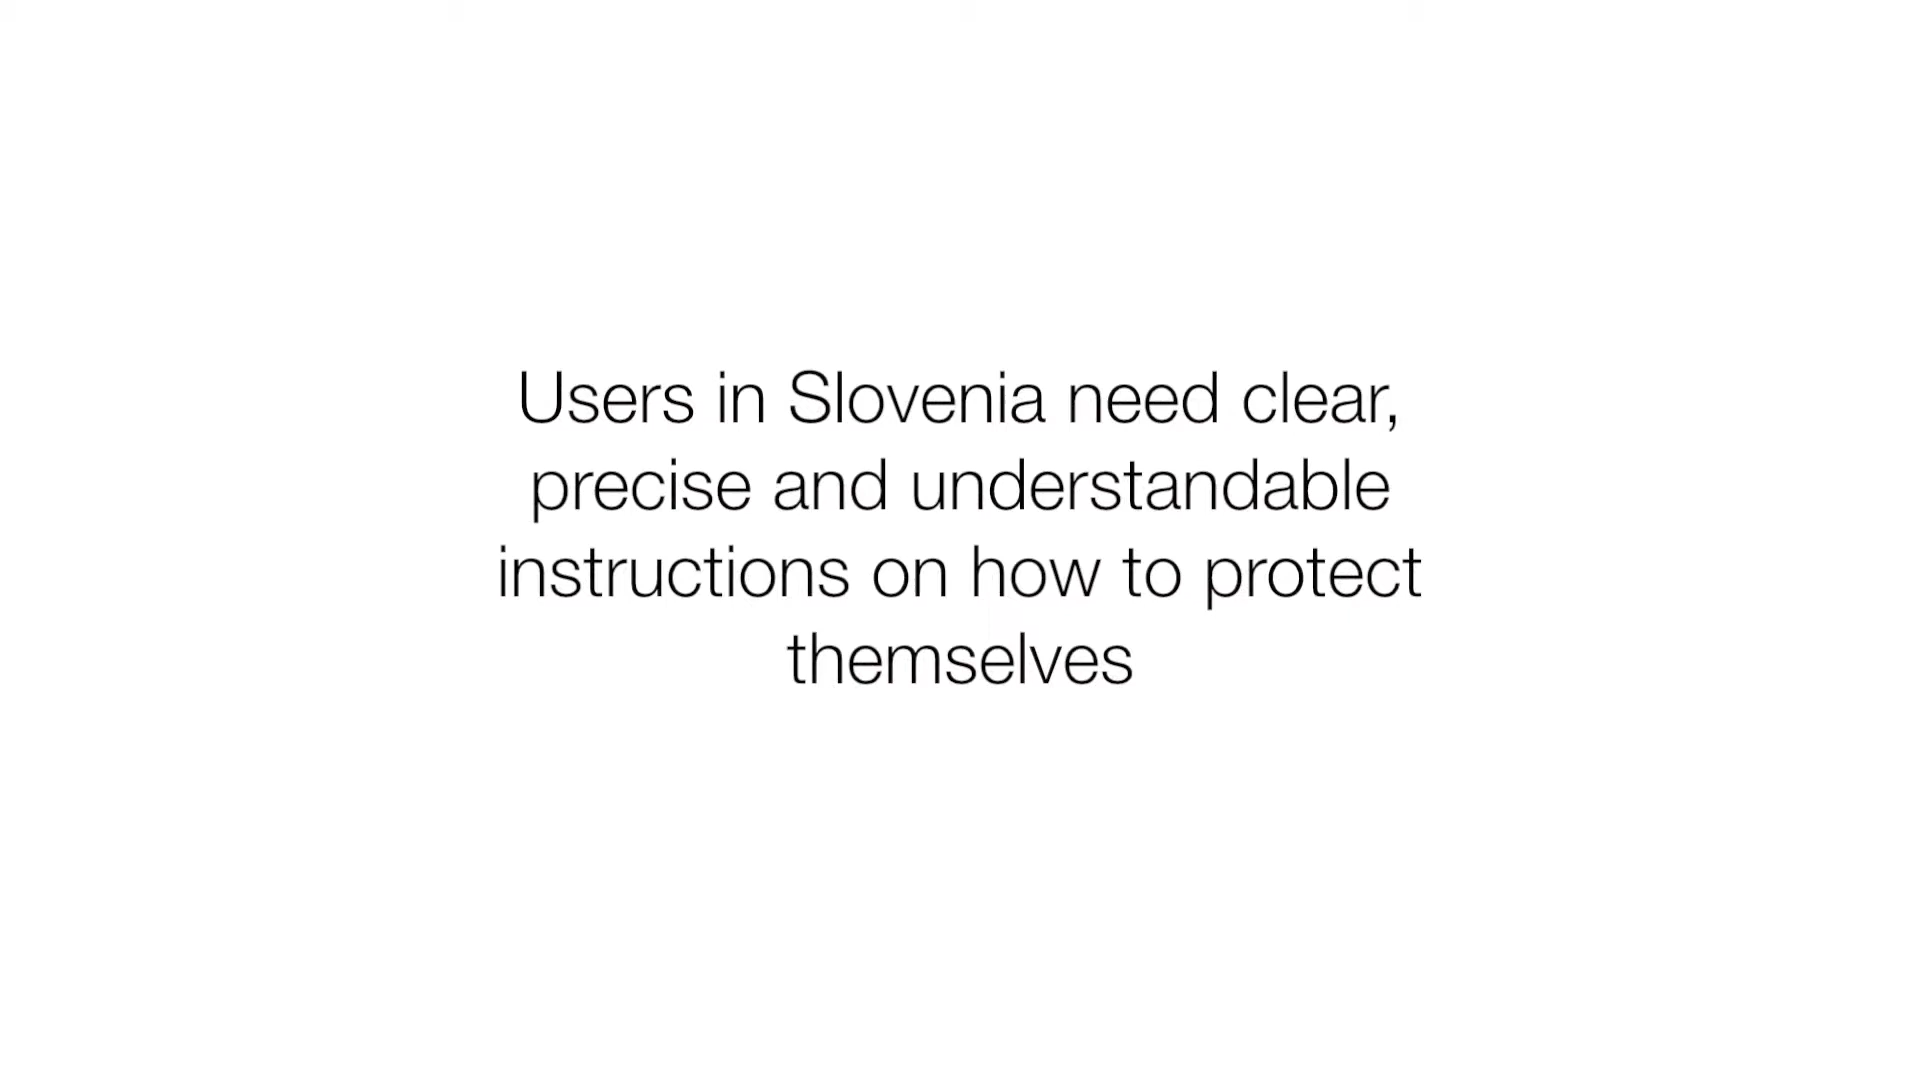 Users in Slovenia need clear,
precise and understandable
instructions on how to protect
themselves